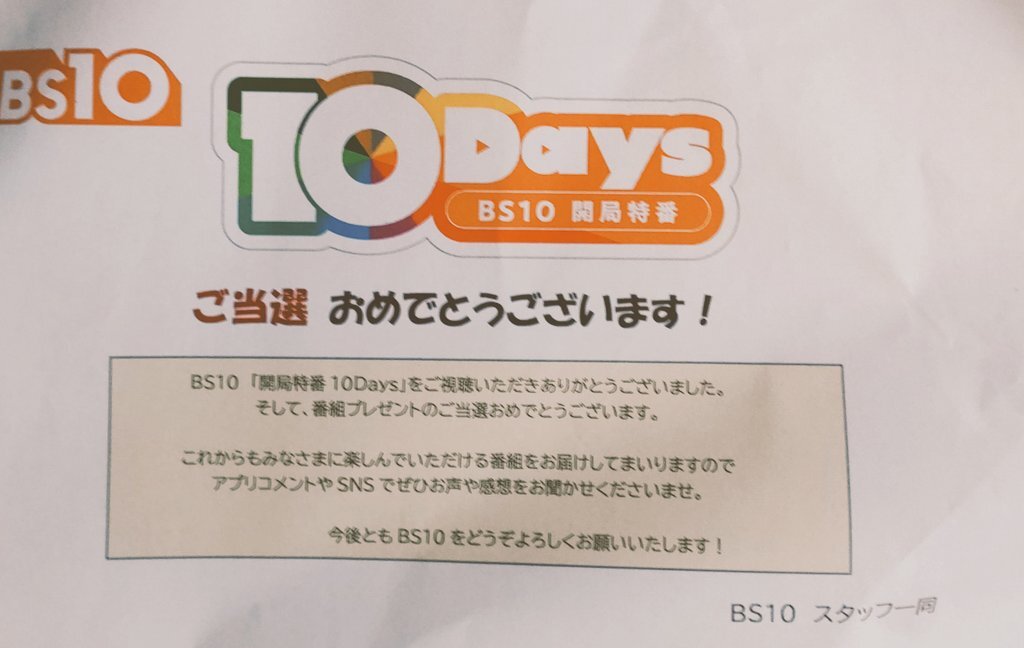 BS10
10Days
BS10 開局特番
ご当選 おめでとうございます！
BS10 「開局特番 10Days」をご視聴いただきありがとうございました。
そして、番組プレゼントのご当選おめでとうございます。
これからもみなさまに楽しんでいただける番組をお届けしてまいりますので
アプリコメントや SNS でぜひお声や感想をお聞かせくださいませ。
今後とも BS10 をどうぞよろしくお願いいたします！
BS10 スタッフ一同